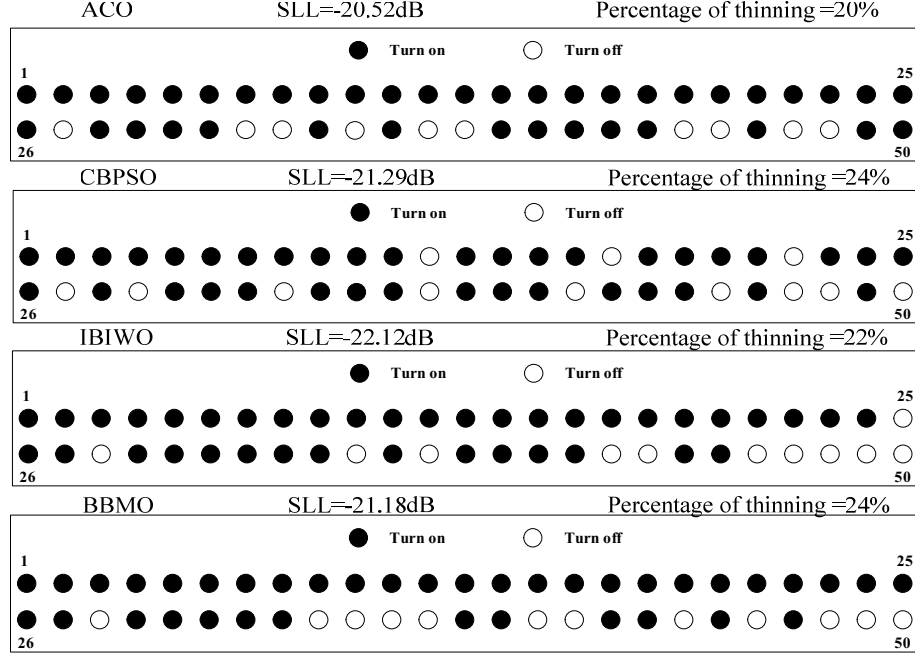 ACO SLL=-20.52dB Percentage of thinning =20%
Turn on Turn off
1 25
26 50
CBPSO SLL=-21.29dB Percentage of thinning =24%
Turn on Turn off
1 25
26 50
IBIWO SLL=-22.12dB Percentage of thinning =22%
Turn on Turn off
1 25
26 50
BBMO SLL=-21.18dB Percentage of thinning =24%
Turn on Turn off
1 25
26 50